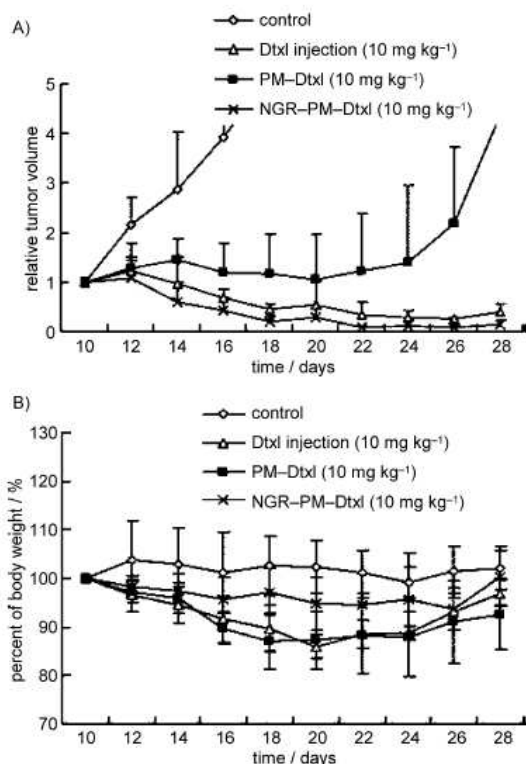 A)
control
Dtxl injection (10 mg kg⁻¹)
PM–Dtxl (10 mg kg⁻¹)
NGR–PM–Dtxl (10 mg kg⁻¹)
5
4
3
2
1
0
relative tumor volume
10 12 14 16 18 20 22 24 26 28
time / days
B)
control
Dtxl injection (10 mg kg⁻¹)
PM–Dtxl (10 mg kg⁻¹)
NGR–PM–Dtxl (10 mg kg⁻¹)
130
120
110
100
90
80
70
percent of body weight / %
10 12 14 16 18 20 22 24 26 28
time / days